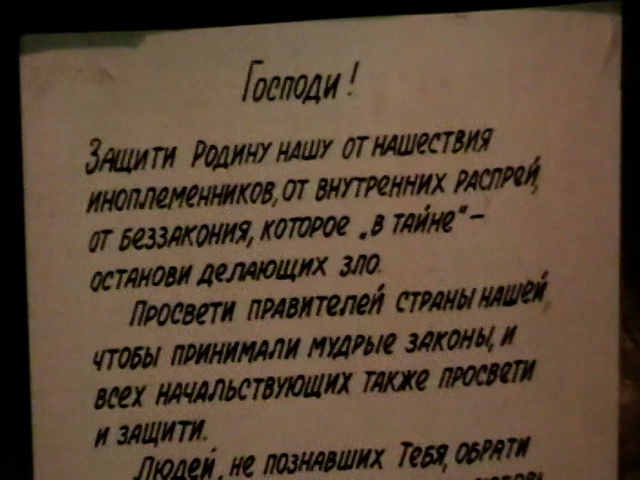 Господи!
Защити Родину нашу от нашествия
иноплеменников, от внутренних распрей,
от беззакония, которое „в тайне" –
останови делающих зло.
Просвети правителей страны нашей,
чтобы принимали мудрые законы, и
всех начальствующих также просвети
и защити.
Людей, не познавших Тебя, обрати